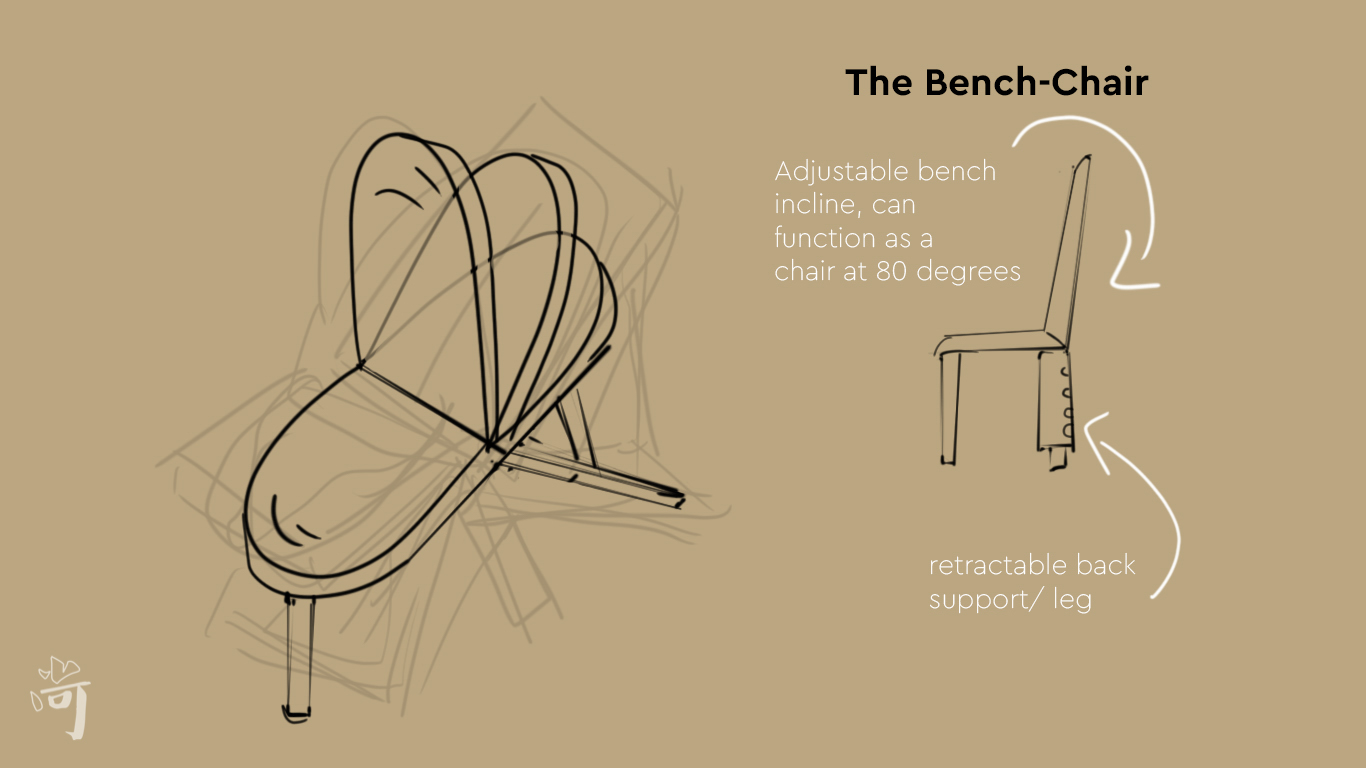 The Bench-Chair
Adjustable bench
incline, can
function as a
chair at 80 degrees
retractable back
support/ leg